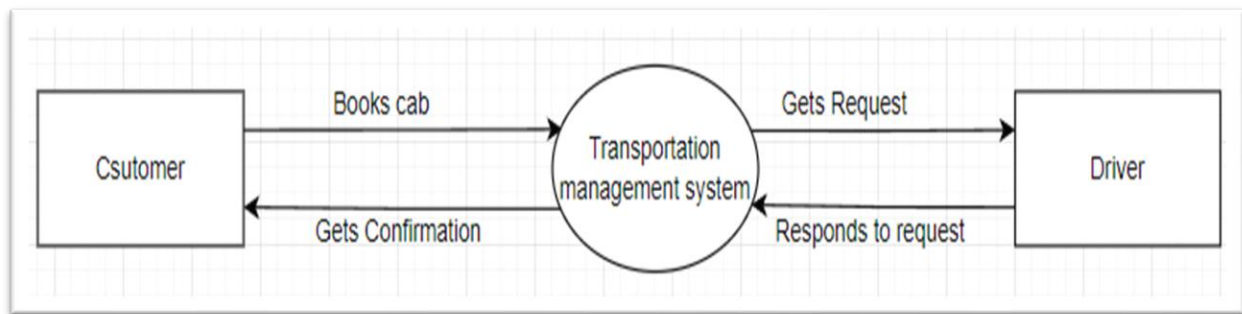 Books cab
Gets Request
Csutomer
Transportation
management system
Driver
Gets Confirmation
Responds to request